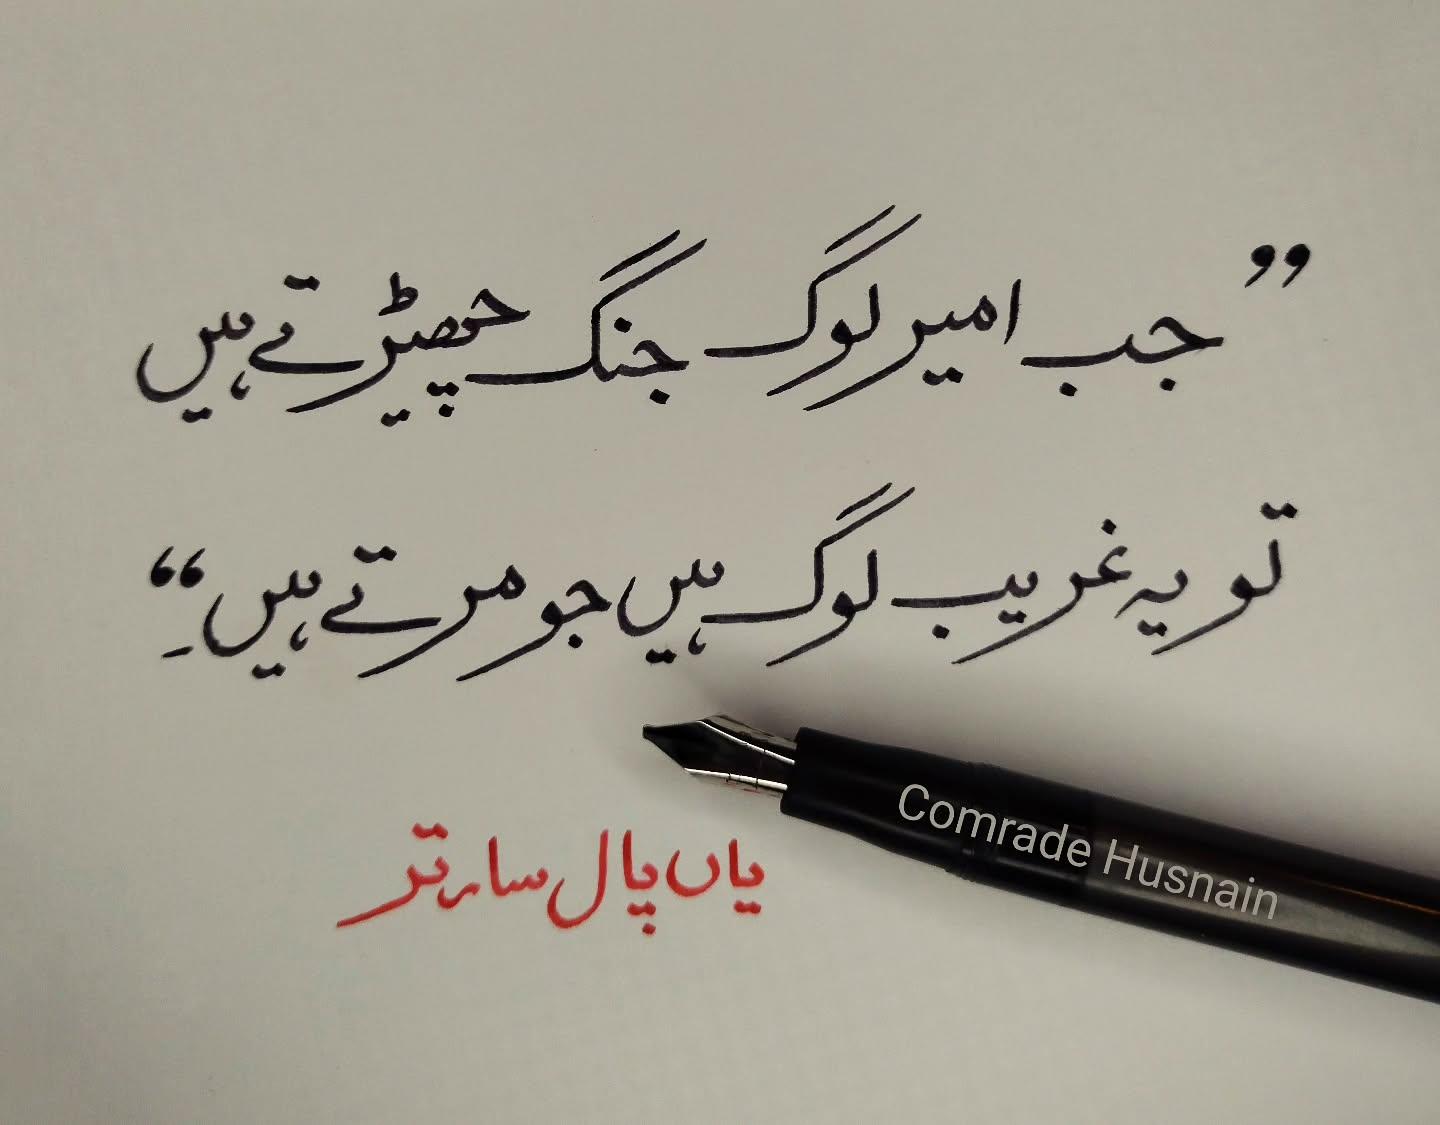 ”جب امیر لوگ جنگ چھیڑتے ہیں
تو یہ غریب لوگ ہیں جو مرتے ہیں۔“
یاں پال سارتر
Comrade Husnain